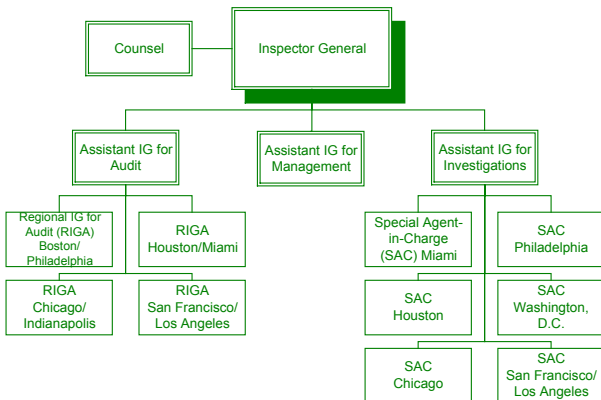 Counsel
Inspector General
Assistant IG for
Audit
Assistant IG for
Management
Assistant IG for
Investigations
Regional IG for
Audit (RIGA)
Boston/
Philadelphia
RIGA
Houston/Miami
Special Agent-
in-Charge
(SAC) Miami
SAC
Philadelphia
RIGA
Chicago/
Indianapolis
RIGA
San Francisco/
Los Angeles
SAC
Houston
SAC
Washington,
D.C.
SAC
Chicago
SAC
San Francisco/
Los Angeles